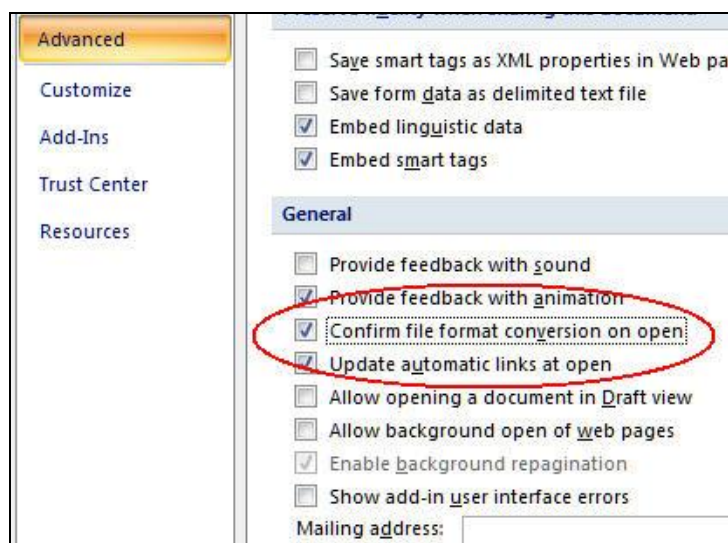 Advanced
Customize
Add-Ins
Trust Center
Resources
Save smart tags as XML properties in Web pa
Save form data as delimited text file
Embed linguistic data
Embed smart tags
General
Provide feedback with sound
Provide feedback with animation
Confirm file format conversion on open
Update automatic links at open
Allow opening a document in Draft view
Allow background open of web pages
Enable background repagination
Show add-in user interface errors
Mailing address: